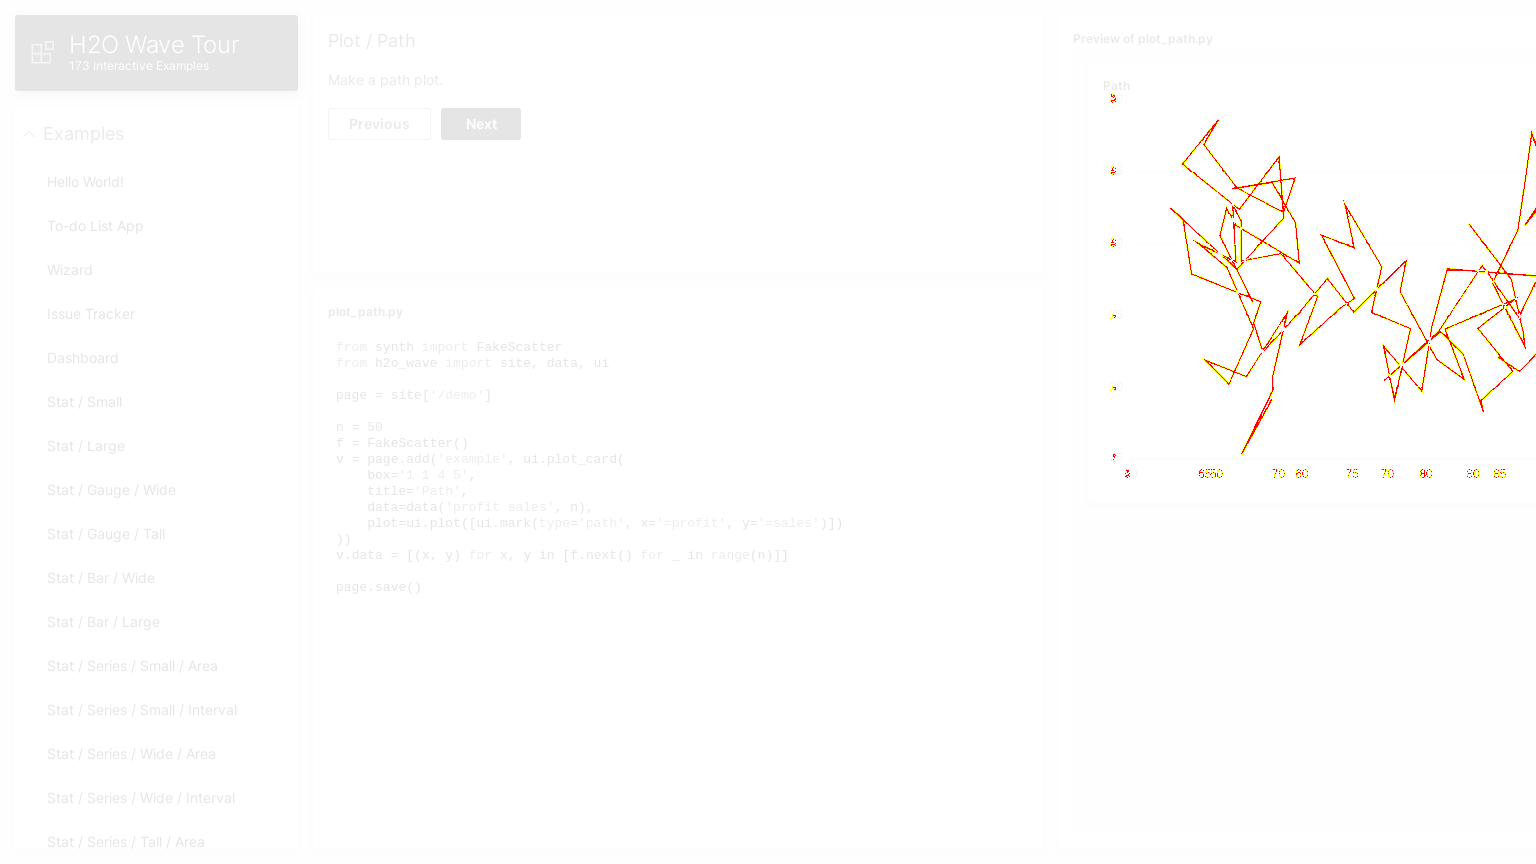 H2O Wave Tour
173 Interactive Examples
Examples
Hello World!
To-do List App
Wizard
Issue Tracker
Dashboard
Stat / Small
Stat / Large
Stat / Gauge / Wide
Stat / Gauge / Tall
Stat / Bar / Wide
Stat / Bar / Large
Stat / Series / Small / Area
Stat / Series / Small / Interval
Stat / Series / Wide / Area
Stat / Series / Wide / Interval
Stat / Series / Tall / Area
Plot / Path
Make a path plot.
Previous
Next
plot_path.py
from synth import FakeScatter
from h2o_wave import site, data, ui
page = site['/demo']
n = 50
f = FakeScatter()
v = page.add('example', ui.plot_card(
box='1 1 4 5',
title='Path',
data=data('profit sales', n),
plot=ui.plot([ui.mark(type='path', x='=profit', y='=sales')])
))
v.data = [(x, y) for x, y in [f.next() for _ in range(n)]]
page.save()
Preview of plot_path.py
Path
70 60 75 70 80